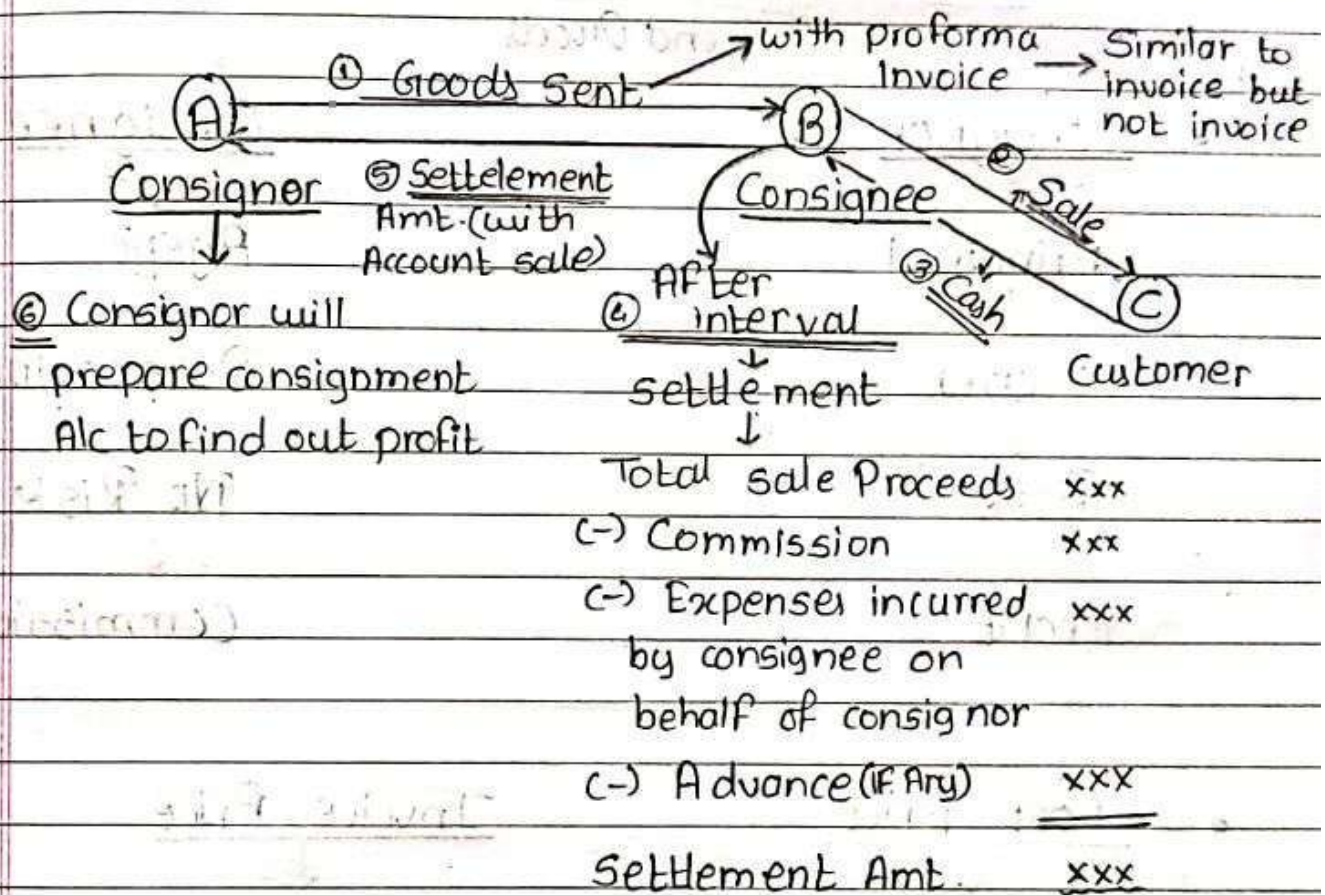 with proforma
Invoice
Similar to
invoice but
not invoice
① Goods Sent
A
B
Consignor
⑤ Settelement
Amt. (with
Account sale)
Consignee
② Sale
③ Cash
C
Customer
⑥ Consignor will
prepare consignment
A/c to find out profit
After
④ interval
settlement
Total sale Proceeds xxx
(-) Commission xxx
(-) Expenses incurred xxx
by consignee on
behalf of consignor
(-) Advance (IF Any) xxx
Settlement Amt. xxx